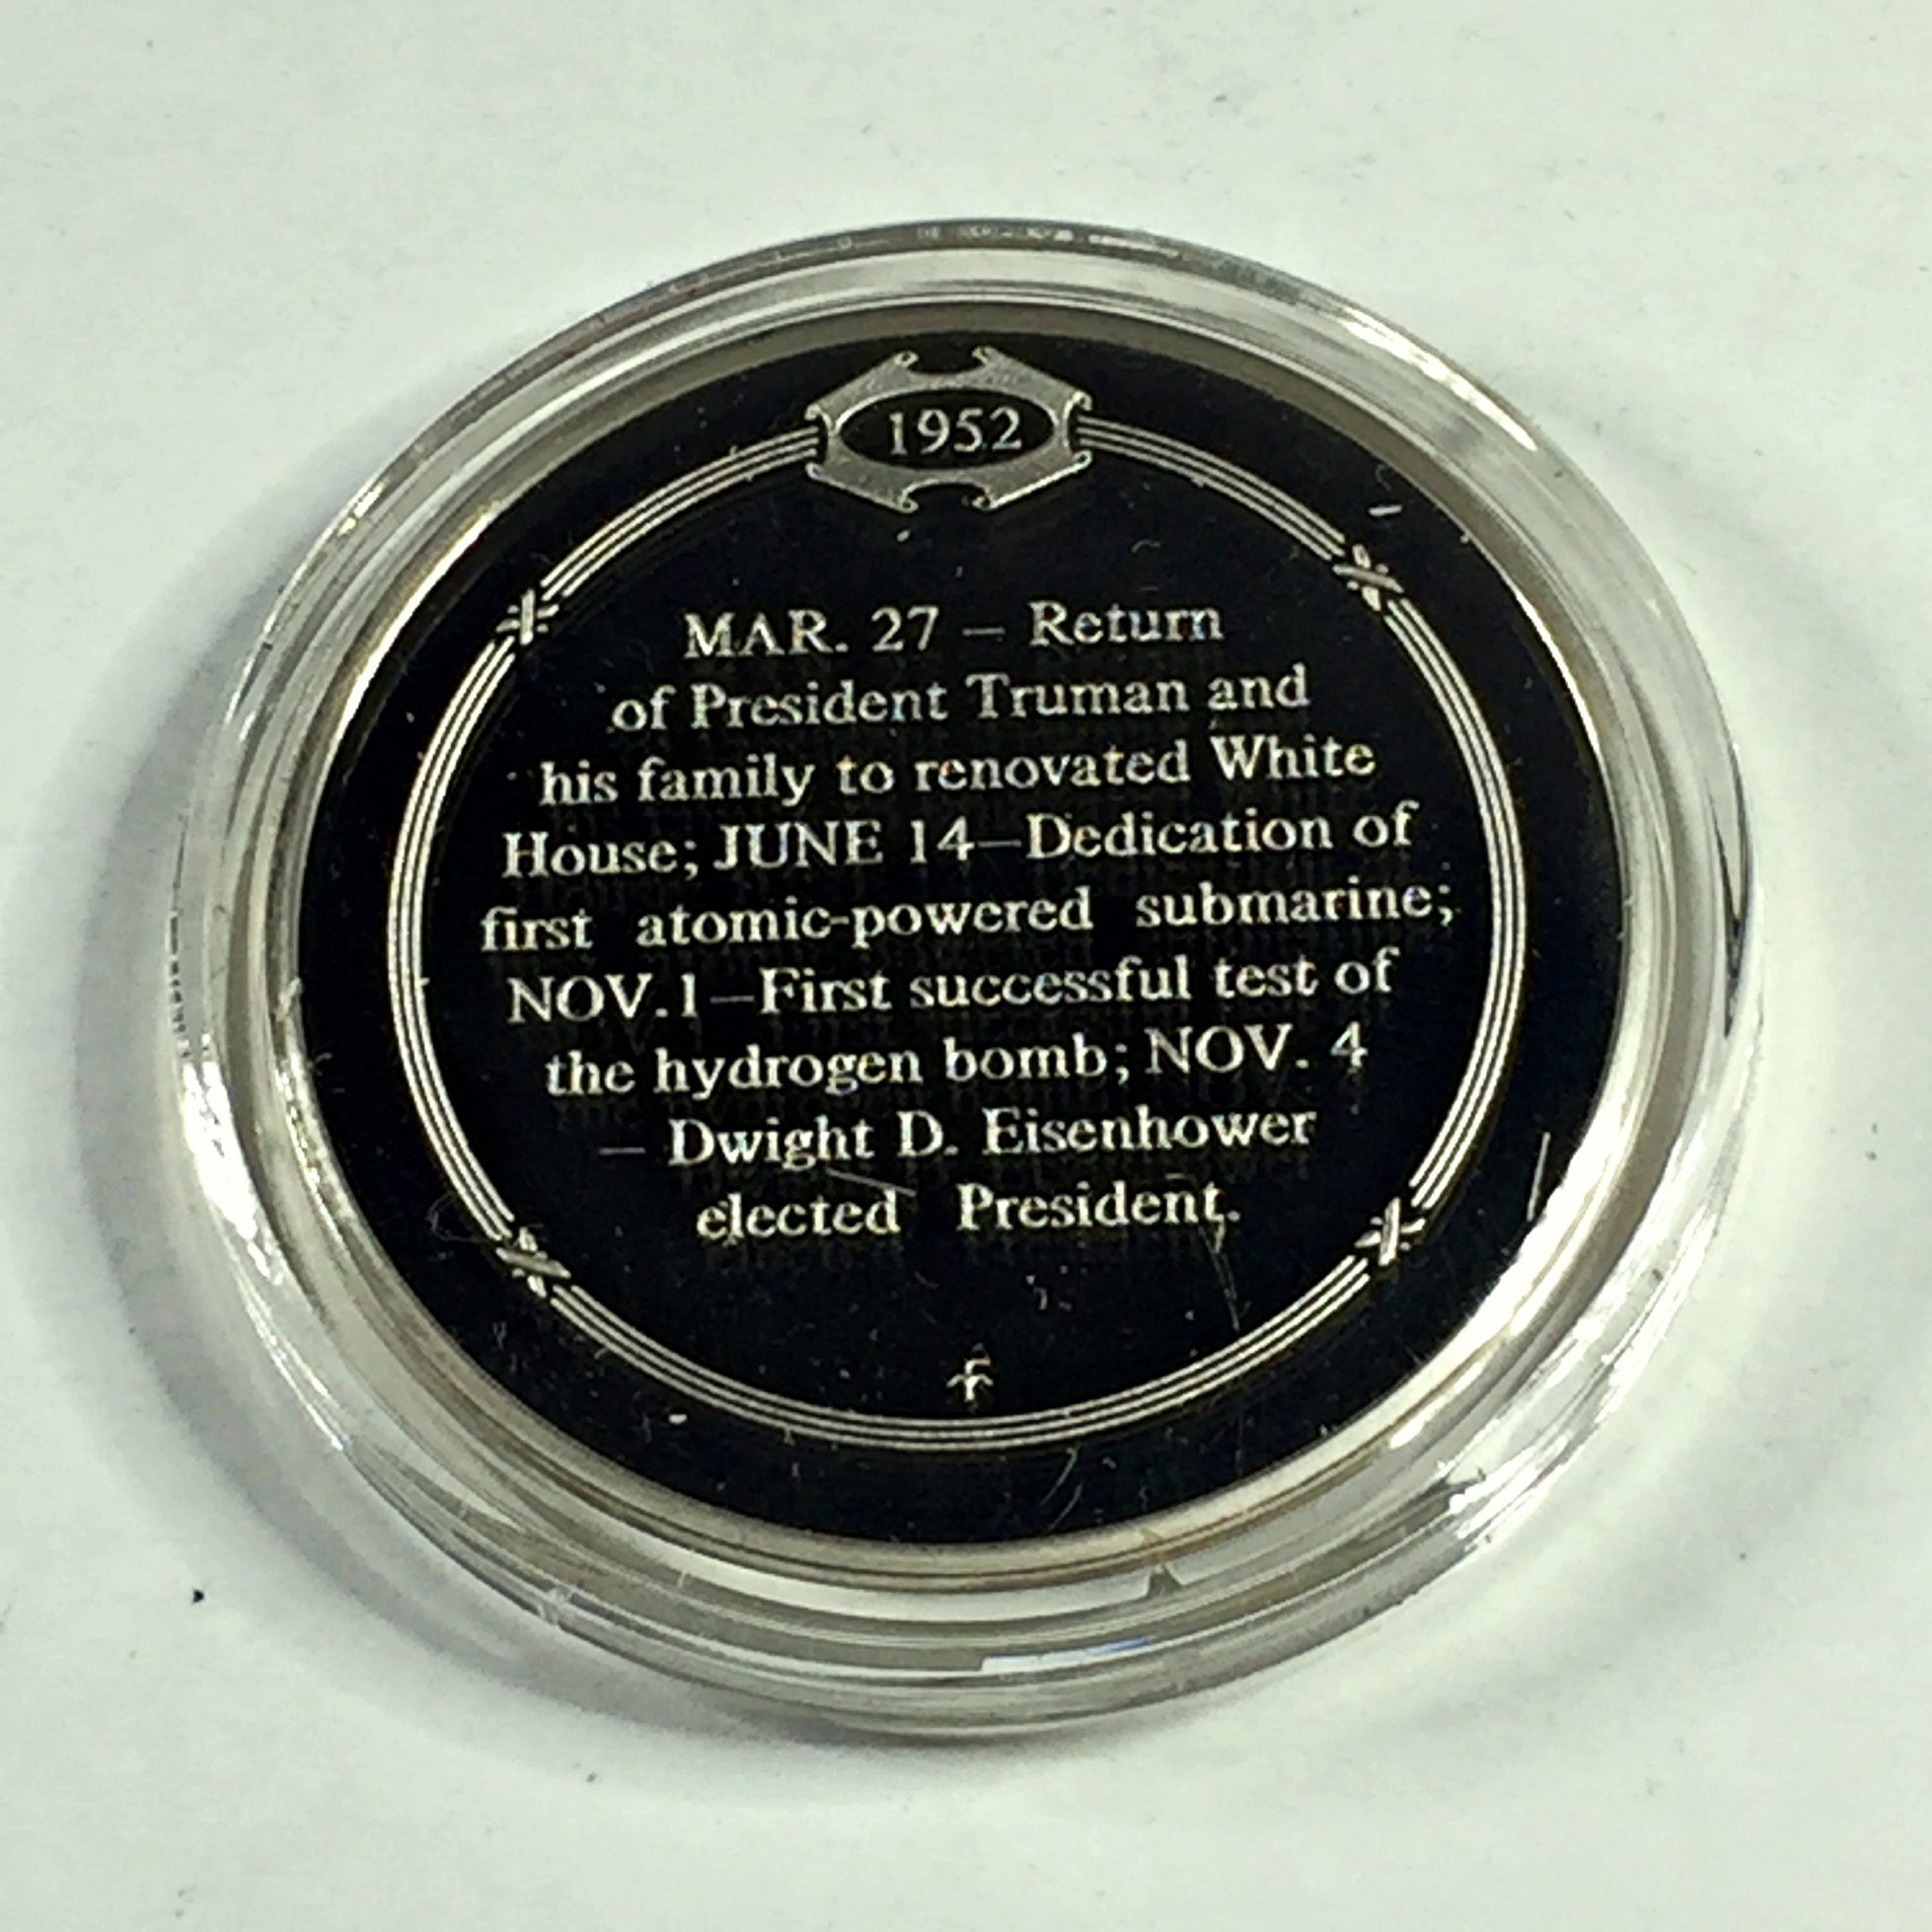 1952
MAR. 27 — Return
of President Truman and
his family to renovated White
House; JUNE 14—Dedication of
first atomic-powered submarine;
NOV.1—First successful test of
the hydrogen bomb; NOV. 4
— Dwight D. Eisenhower
elected President.